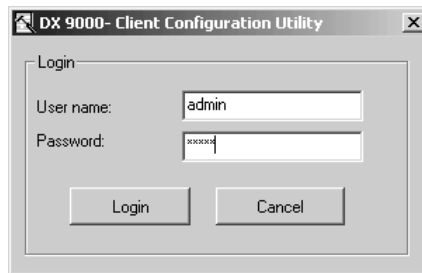 DX 9000- Client Configuration Utility
Login
User name: admin
Password: *****
Login Cancel